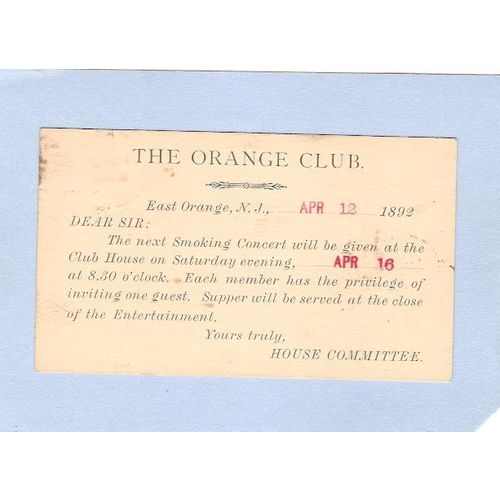 THE ORANGE CLUB.
East Orange, N. J., APR 12 1892
DEAR SIR:
The next Smoking Concert will be given at the
Club House on Saturday evening, APR 16
at 8.30 o'clock. Each member has the privilege of
inviting one guest. Supper will be served at the close
of the Entertainment.
Yours truly,
HOUSE COMMITTEE.